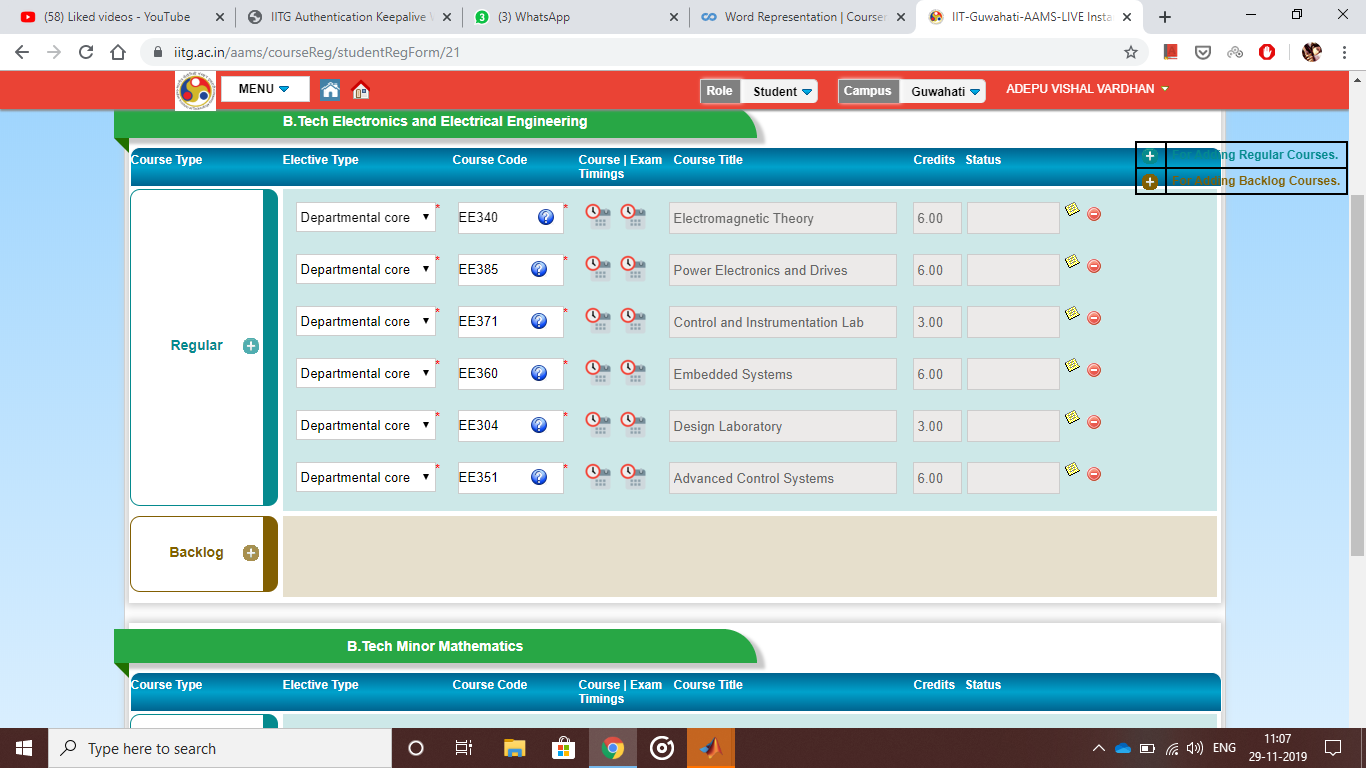 (58) Liked videos - YouTube
IITG Authentication Keepalive
(3) WhatsApp
Word Representation | Courser
IIT-Guwahati-AAMS-LIVE Insta
iitg.ac.in/aams/courseReg/studentRegForm/21
MENU
Role Student
Campus Guwahati
ADEPU VISHAL VARDHAN
B.Tech Electronics and Electrical Engineering
Course Type Elective Type Course Code Course | Exam Timings Course Title Credits Status
For Adding Regular Courses.
For Adding Backlog Courses.
Regular
Departmental core * EE340 * Electromagnetic Theory 6.00
Departmental core * EE385 * Power Electronics and Drives 6.00
Departmental core * EE371 * Control and Instrumentation Lab 3.00
Departmental core * EE360 * Embedded Systems 6.00
Departmental core * EE304 * Design Laboratory 3.00
Departmental core * EE351 * Advanced Control Systems 6.00
Backlog
B.Tech Minor Mathematics
Course Type Elective Type Course Code Course | Exam Timings Course Title Credits Status
Type here to search
ENG
11:07
29-11-2019